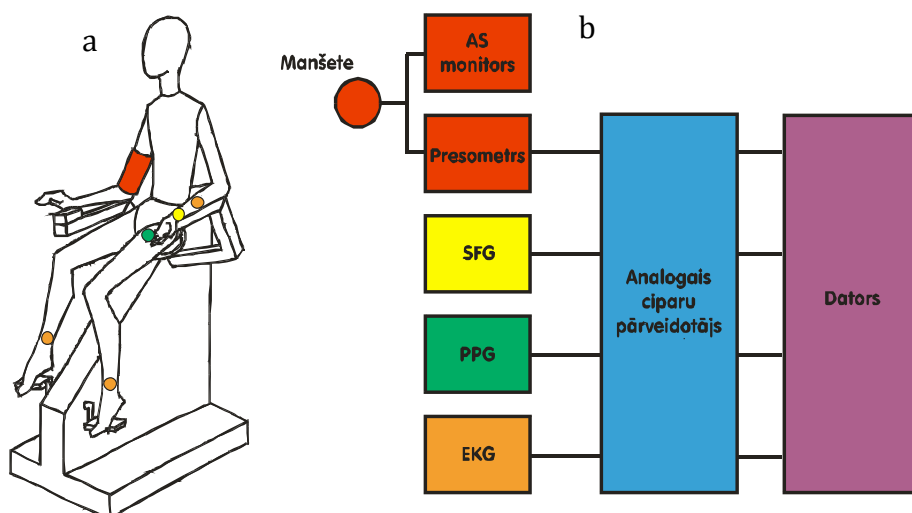 a
b
Manšete
AS
monitors
Presometrs
SFG
PPG
EKG
Analogais
ciparu
pārveidotājs
Dators